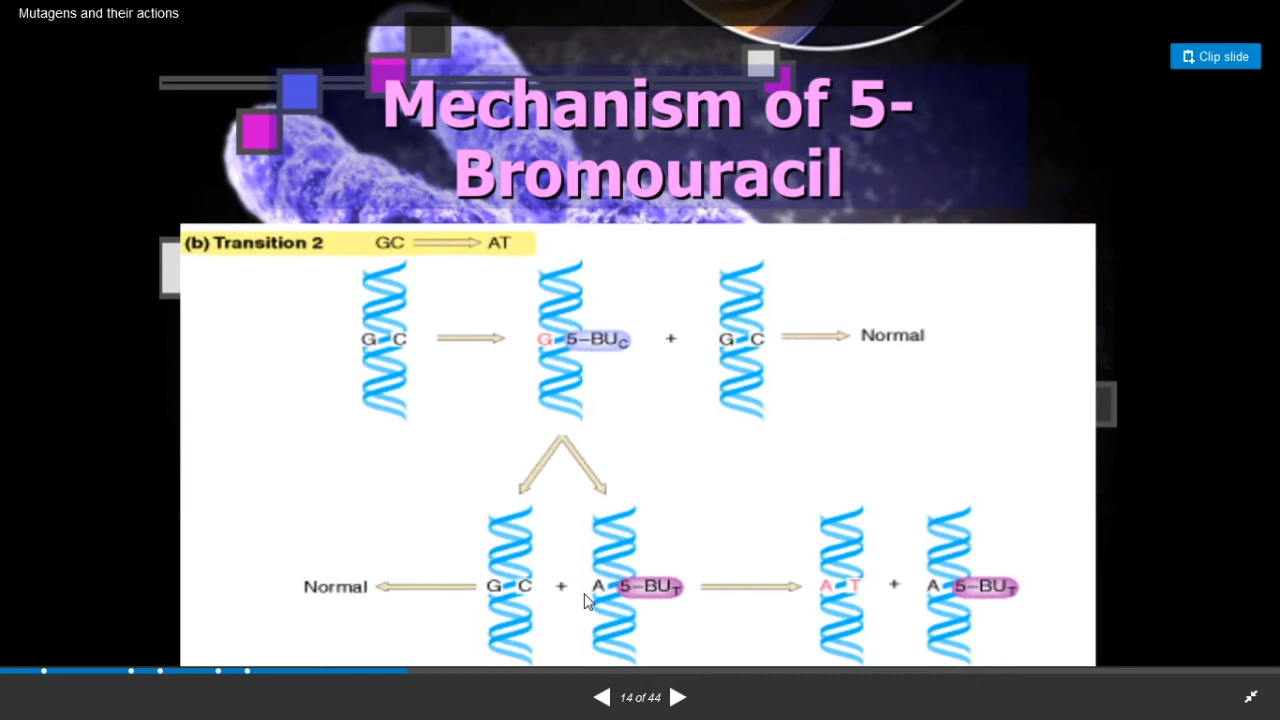 Mutagens and their actions
Clip slide
Mechanism of 5-
Bromouracil
(b) Transition 2 GC AT
G C G 5–BUC + G C Normal
Normal G C + A 5–BUT A T + A 5–BUT
14 of 44